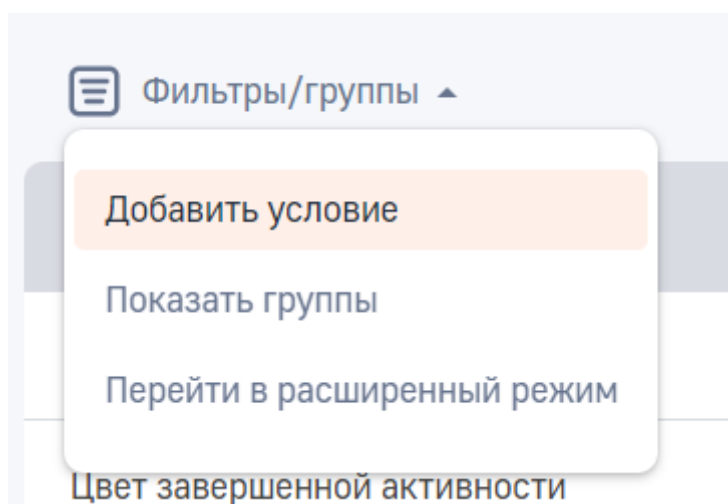 Фильтры/группы
Добавить условие
Показать группы
Перейти в расширенный режим
Цвет завершенной активности